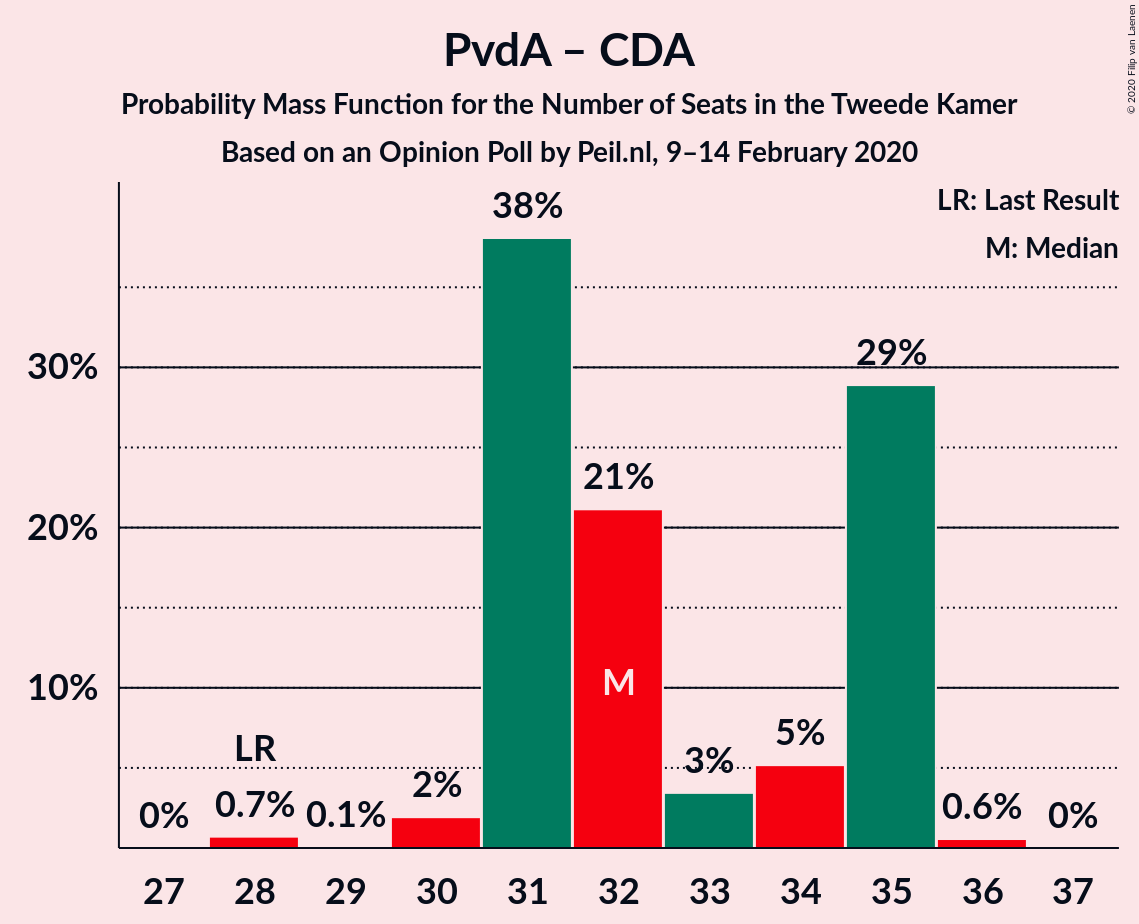 PvdA – CDA
Probability Mass Function for the Number of Seats in the Tweede Kamer
Based on an Opinion Poll by Peil.nl, 9–14 February 2020
© 2020 Filip van Laenen
LR: Last Result
M: Median
38%
30%
29%
21%
20%
M
10%
LR
5%
3%
2%
0%
0.7%
0.1%
0.6%
0%
27 28 29 30 31 32 33 34 35 36 37